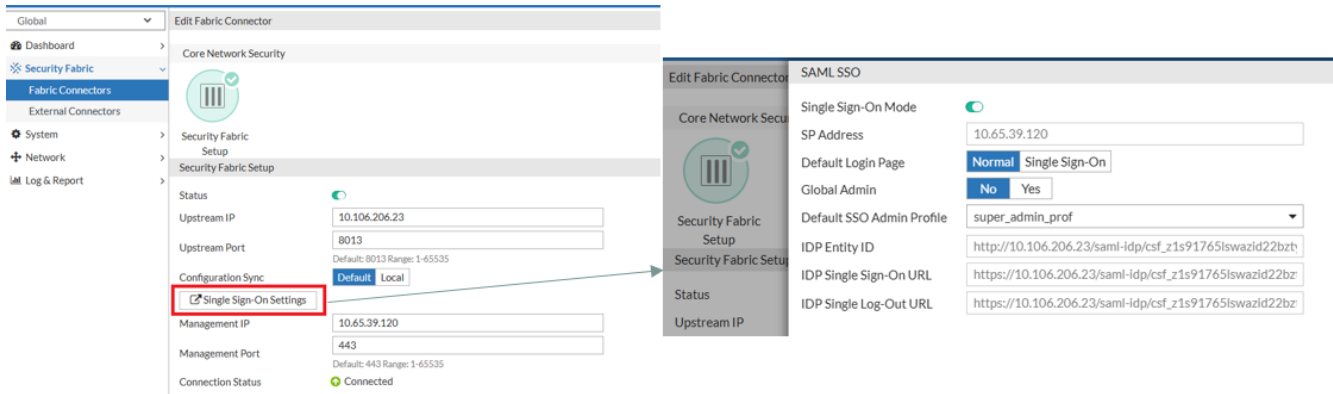 Global
Dashboard
Security Fabric
Fabric Connectors
External Connectors
System
Network
Log & Report
Edit Fabric Connector
Core Network Security
Security Fabric
Setup
Security Fabric Setup
Status
Upstream IP 10.106.206.23
Upstream Port 8013
Default: 8013 Range: 1-65535
Configuration Sync Default Local
Single Sign-On Settings
Management IP 10.65.39.120
Management Port 443
Default: 443 Range: 1-65535
Connection Status Connected
Edit Fabric Connector
Core Network Secu
Security Fabric
Setup
Security Fabric Setu
Status
Upstream IP
SAML SSO
Single Sign-On Mode
SP Address 10.65.39.120
Default Login Page Normal Single Sign-On
Global Admin No Yes
Default SSO Admin Profile super_admin_prof
IDP Entity ID http://10.106.206.23/saml-idp/csf_z1s91765lswazid22bzt
IDP Single Sign-On URL https://10.106.206.23/saml-idp/csf_z1s91765lswazid22bz
IDP Single Log-Out URL https://10.106.206.23/saml-idp/csf_z1s91765lswazid22bz